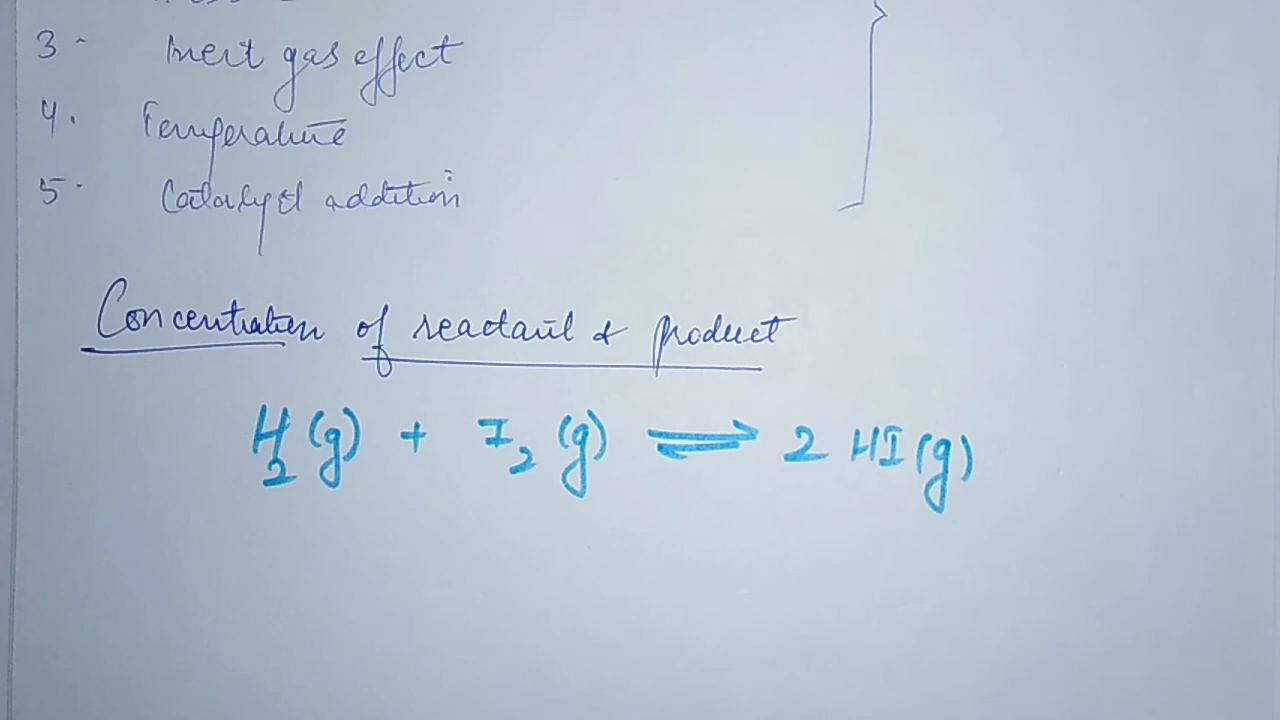 3. Inert gas effect
4. Temperature
5. Catalyst addition
Concentration of reactant & product
H2(g) + I2(g) ⇌ 2HI(g)